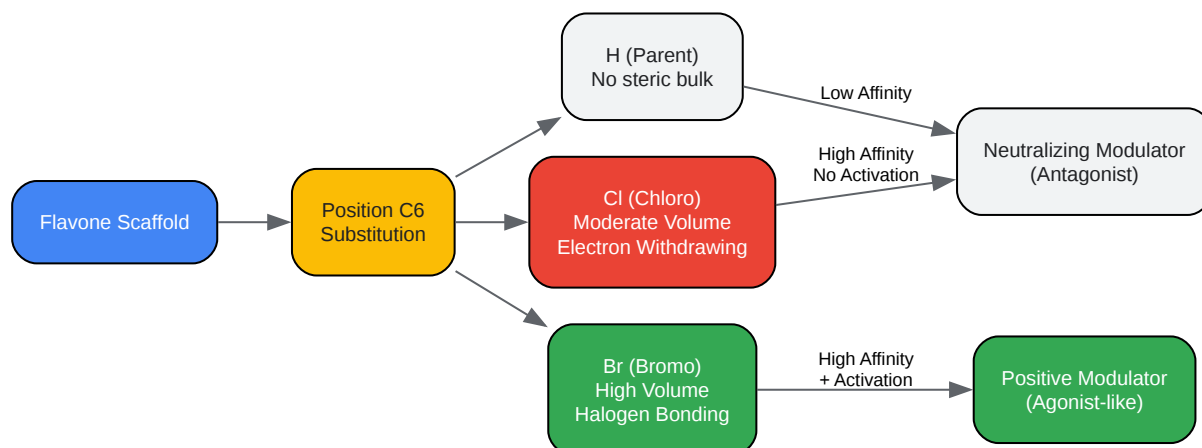 Flavone Scaffold
Position C6
Substitution
H (Parent)
No steric bulk
Low Affinity
Cl (Chloro)
Moderate Volume
Electron Withdrawing
High Affinity
No Activation
Neutralizing Modulator
(Antagonist)
Br (Bromo)
High Volume
Halogen Bonding
High Affinity
+ Activation
Positive Modulator
(Agonist-like)